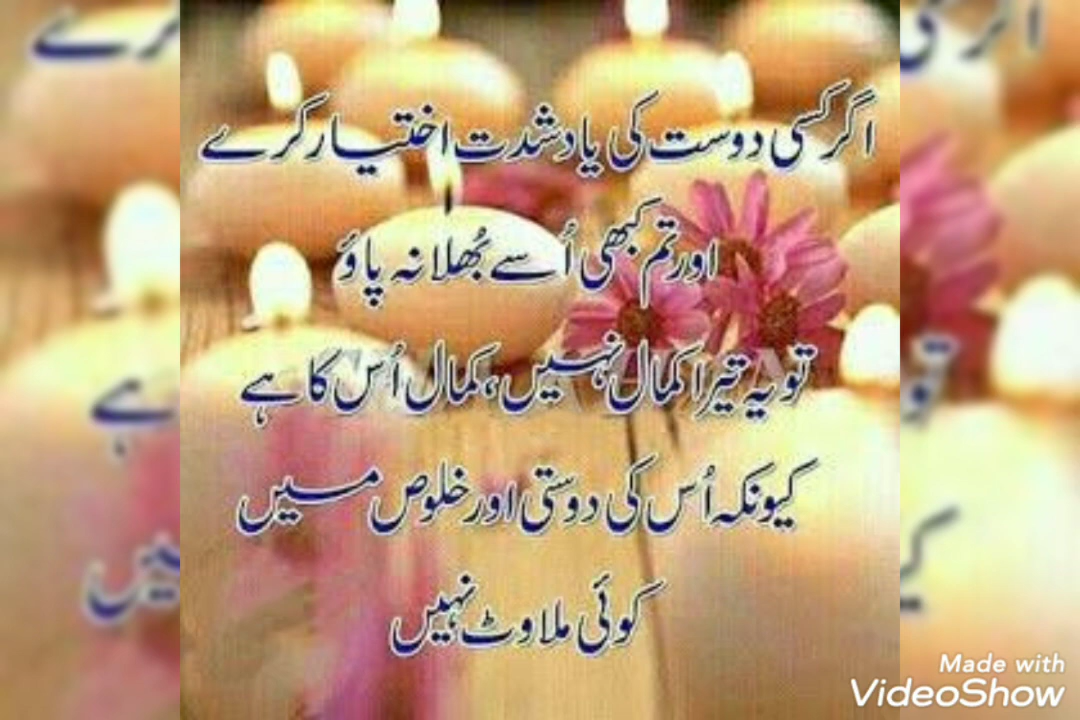 اگر کسی دوست کی یاد شدت اختیار کرے
اور تم کبھی اُسے بُھلا نہ پاؤ
تو یہ تیرا کمال نہیں، کمال اُس کا ہے
کیونکہ اُس کی دوستی اور خلوص میں
کوئی ملاوٹ نہیں
Made with
VideoShow